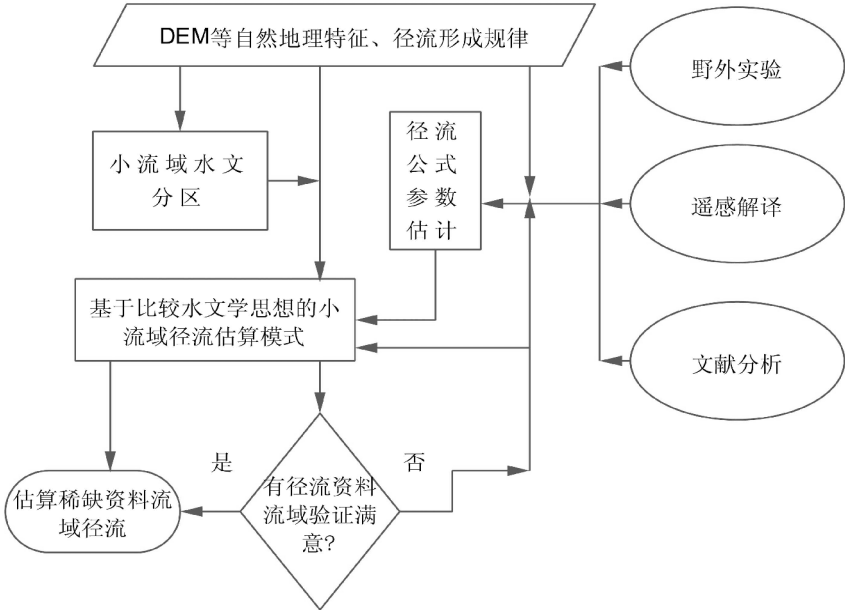 DEM等自然地理特征、径流形成规律
野外实验
小流域水文
分区
径流
公式
参数
估计
遥感解译
基于比较水文学思想的小
流域径流估算模式
文献分析
是
否
估算稀缺资料流
域径流
有径流资料
流域验证满
意?